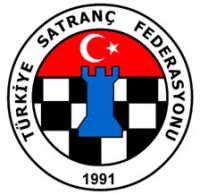 TÜRKİYE SATRANÇ FEDERASYONU
1991